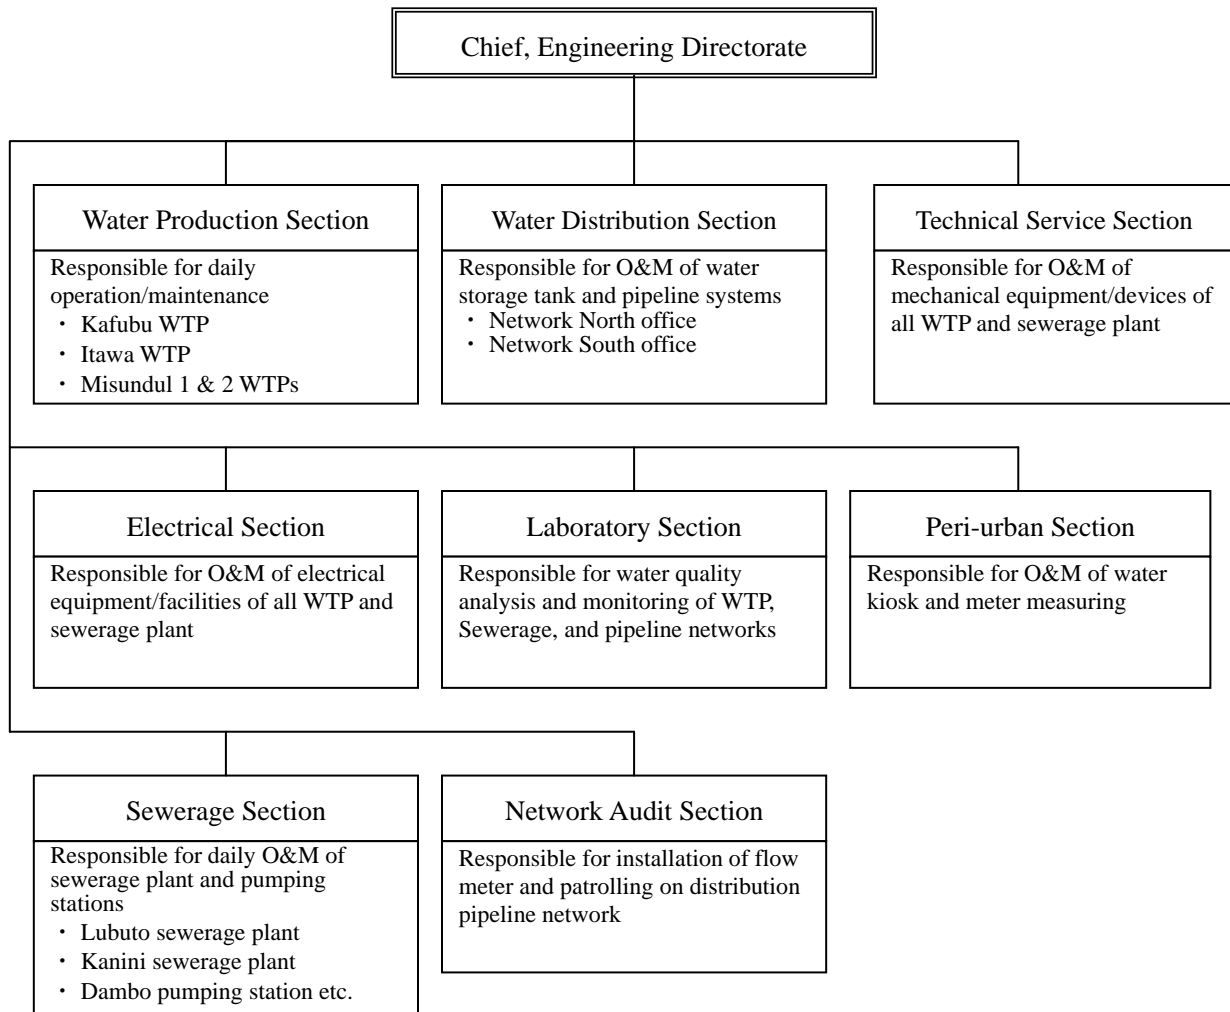 Chief, Engineering Directorate
Water Production Section
Responsible for daily
operation/maintenance
・ Kafubu WTP
・ Itawa WTP
・ Misundul 1 & 2 WTPs
Water Distribution Section
Responsible for O&M of water
storage tank and pipeline systems
・ Network North office
・ Network South office
Technical Service Section
Responsible for O&M of
mechanical equipment/devices of
all WTP and sewerage plant
Electrical Section
Responsible for O&M of electrical
equipment/facilities of all WTP and
sewerage plant
Laboratory Section
Responsible for water quality
analysis and monitoring of WTP,
Sewerage, and pipeline networks
Peri-urban Section
Responsible for O&M of water
kiosk and meter measuring
Sewerage Section
Responsible for daily O&M of
sewerage plant and pumping
stations
・ Lubuto sewerage plant
・ Kanini sewerage plant
・ Dambo pumping station etc.
Network Audit Section
Responsible for installation of flow
meter and patrolling on distribution
pipeline network